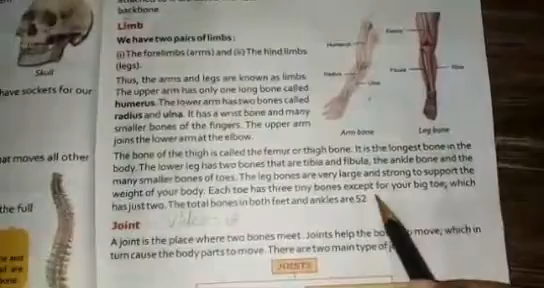 backbone
Limb
We have two pairs of limbs :
(i) The forelimbs (arms) and (ii) The hind limbs
(legs).
Thus, the arms and legs are known as limbs
The upper arm has only one long bone called
humerus. The lower arm has two bones called
radius and ulna. It has a wrist bone and many
smaller bones of the fingers. The upper arm
joins the lower arm at the elbow.
Humerus
Radius
Ulna
Arm bone
Femur
Fibula
Tibia
Leg bone
The bone of the thigh is called the femur or thigh bone. It is the longest bone in the
body. The lower leg has two bones that are tibia and fibula, the ankle bone and the
many smaller bones of toes. The leg bones are very large and strong to support the
weight of your body. Each toe has three tiny bones except for your big toe, which
has just two. The total bones in both feet and ankles are 52
Joint
A joint is the place where two bones meet. Joints help the move, which in
turn cause the body parts to move. There are two main type of
JOINTS
Skull
have sockets for our
at moves all other
the full